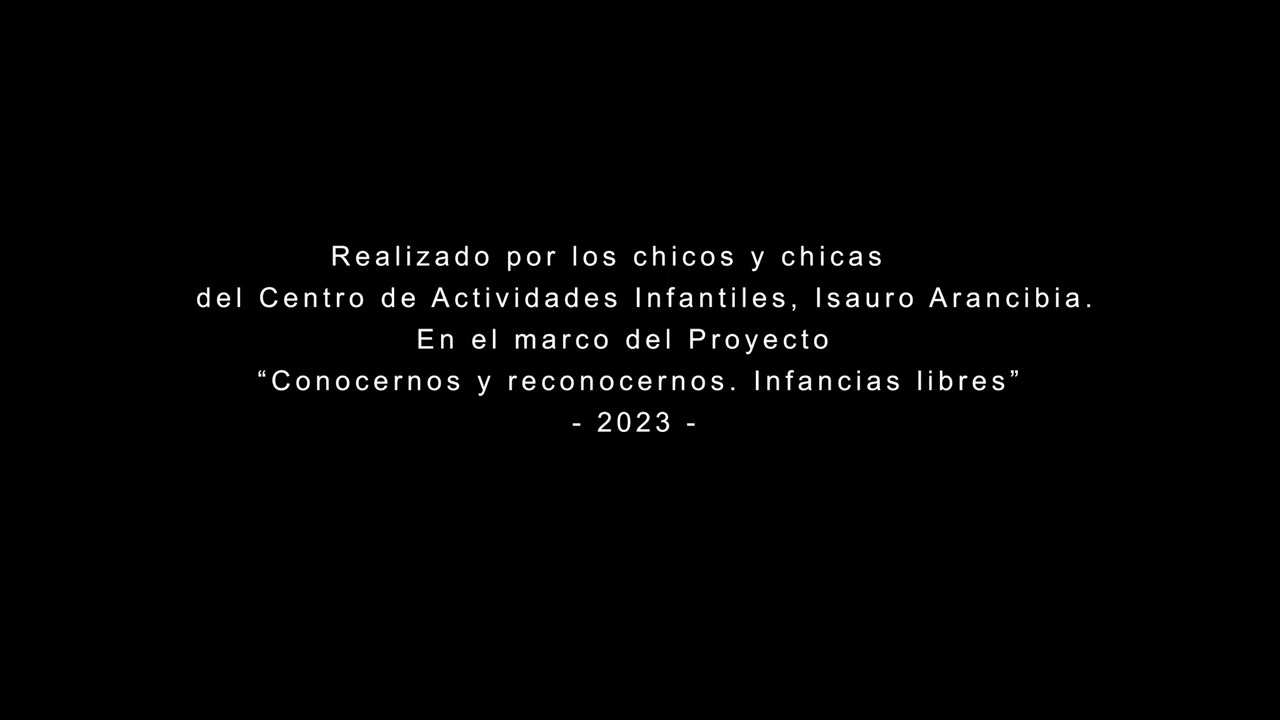 Realizado por los chicos y chicas
del Centro de Actividades Infantiles, Isauro Arancibia.
En el marco del Proyecto
“Conocernos y reconocernos. Infancias libres”
- 2023 -